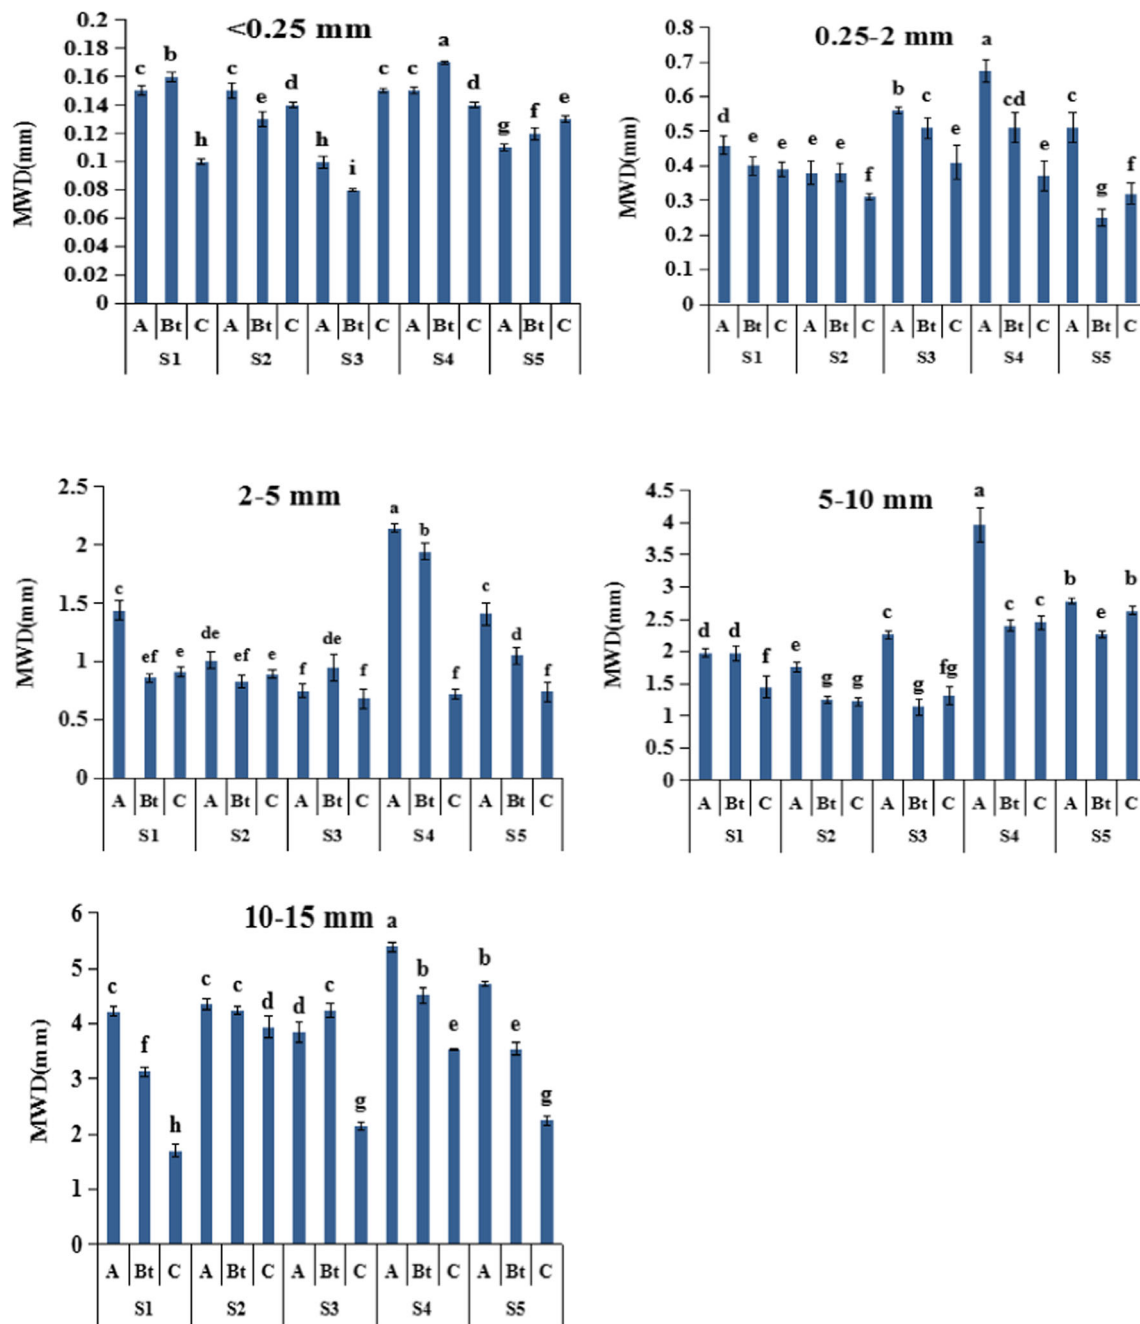 <0.25 mm
MWD(mm)
0.2
0.18
0.16
0.14
0.12
0.1
0.08
0.06
0.04
0.02
0
c b h c e d h i c c a d g f e
A Bt C A Bt C A Bt C A Bt C A Bt C
S1 S2 S3 S4 S5
0.25-2 mm
MWD(mm)
0.8
0.7
0.6
0.5
0.4
0.3
0.2
0.1
0
d e e e e f b c e a cd e c g f
A Bt C A Bt C A Bt C A Bt C A Bt C
S1 S2 S3 S4 S5
2-5 mm
MWD(mm)
2.5
2
1.5
1
0.5
0
c ef e de ef e f de f a b f c d f
A Bt C A Bt C A Bt C A Bt C A Bt C
S1 S2 S3 S4 S5
5-10 mm
MWD(mm)
4.5
4
3.5
3
2.5
2
1.5
1
0.5
0
d d f e g g c g fg a c c b e b
A Bt C A Bt C A Bt C A Bt C A Bt C
S1 S2 S3 S4 S5
10-15 mm
MWD(mm)
6
5
4
3
2
1
0
c f h c c d d c g a b e b e g
A Bt C A Bt C A Bt C A Bt C A Bt C
S1 S2 S3 S4 S5